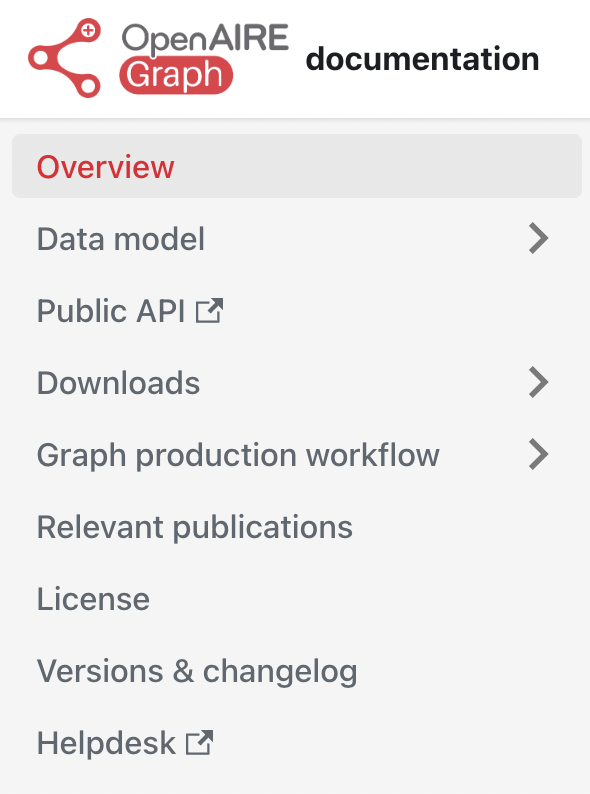 OpenAIRE
Graph
documentation
Overview
Data model
Public API
Downloads
Graph production workflow
Relevant publications
License
Versions & changelog
Helpdesk